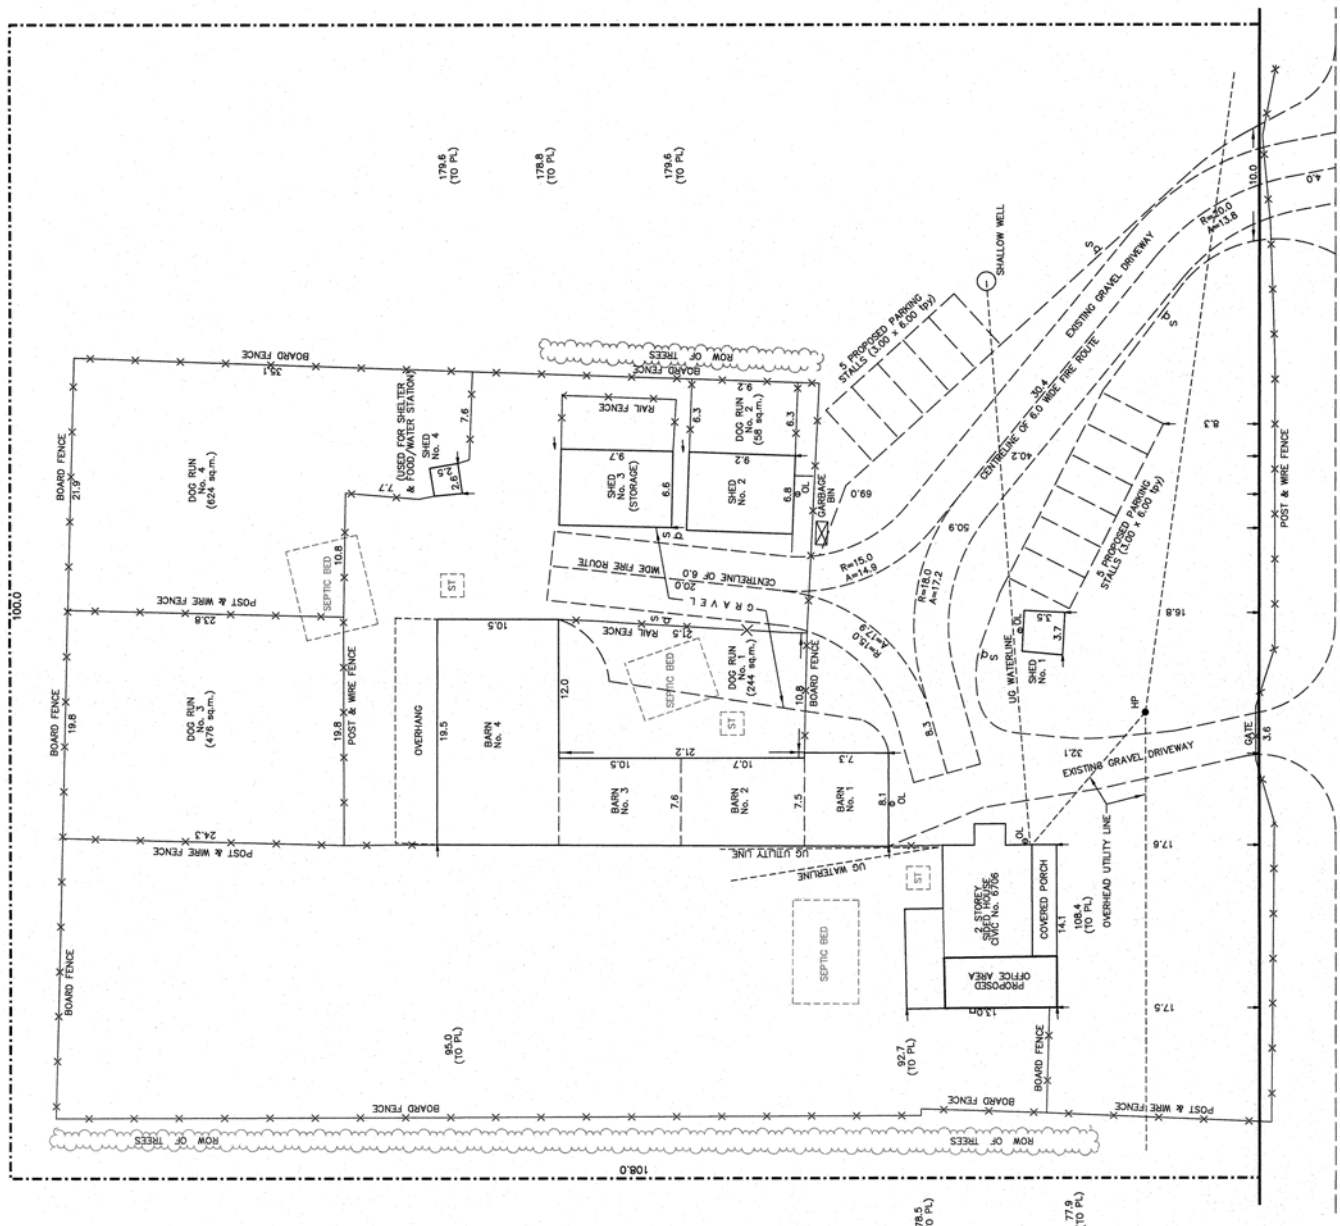 100.0
179.6
(TO PL)
178.8
(TO PL)
179.6
(TO PL)
BOARD FENCE
35.1
BOARD FENCE
21.9
DOG RUN
No. 4
(624 sq.m.)
(USED FOR SHELTER
& FOOD/WATER STATION)
SHED
No. 4
7.6
2.5
2.6
7.7
10.8
SEPTIC BED
ST
POST & WIRE FENCE
23.8
BOARD FENCE
19.8
DOG RUN
No. 3
(476 sq.m.)
19.8
POST & WIRE FENCE
24.3
POST & WIRE FENCE
BOARD FENCE
ROW OF TREES
BOARD FENCE
RAIL FENCE
9.7
SHED
No. 3
(STORAGE)
6.6
6.3
9.2
DOG RUN
No. 2
(58 sq.m.)
6.3
9.2
SHED
No. 2
6.8
OL
GARBAGE
BIN
69.0
CENTRELINE OF 6.0
WIDE FIRE ROUTE
20.0
GRAVEL
RAIL FENCE
21.5
DOG RUN
No. 1
(244 sq.m.)
SEPTIC BED
ST
10.8
BOARD FENCE
10.5
12.0
OVERHANG
19.5
BARN
No. 4
21.2
10.5
10.7
7.3
BARN
No. 3
7.6
BARN
No. 2
7.5
BARN
No. 1
8.1
OL
UG UTILITY LINE
UG WATERLINE
ST
SEPTIC BED
SHALLOW WELL
5 PROPOSED PARKING
STALLS (3.00 x 6.00 tpy)
EXISTING GRAVEL DRIVEWAY
30.4
CENTRELINE OF 6.0 WIDE FIRE ROUTE
40.2
50.9
R=20.0
A=13.8
10.0
4.0
R=15.0
A=14.9
R=18.0
A=17.2
R=15.0
A=17.9
8.3
5 PROPOSED PARKING
STALLS (3.00 x 6.00 tpy)
8.3
16.8
POST & WIRE FENCE
UG WATERLINE
OL
3.5
3.7
SHED
No. 1
HP
GATE
3.6
32.1
EXISTING GRAVEL DRIVEWAY
OVERHEAD UTILITY LINE
17.6
17.5
OL
2 STOREY
SIDED HOUSE
CIVIC No. 6706
COVERED PORCH
14.1
108.4
(TO PL)
PROPOSED
OFFICE AREA
13.0
92.7
(TO PL)
95.0
(TO PL)
BOARD FENCE
BOARD FENCE
BOARD FENCE
POST & WIRE FENCE
ROW OF TREES
ROW OF TREES
108.0
78.5
77.9